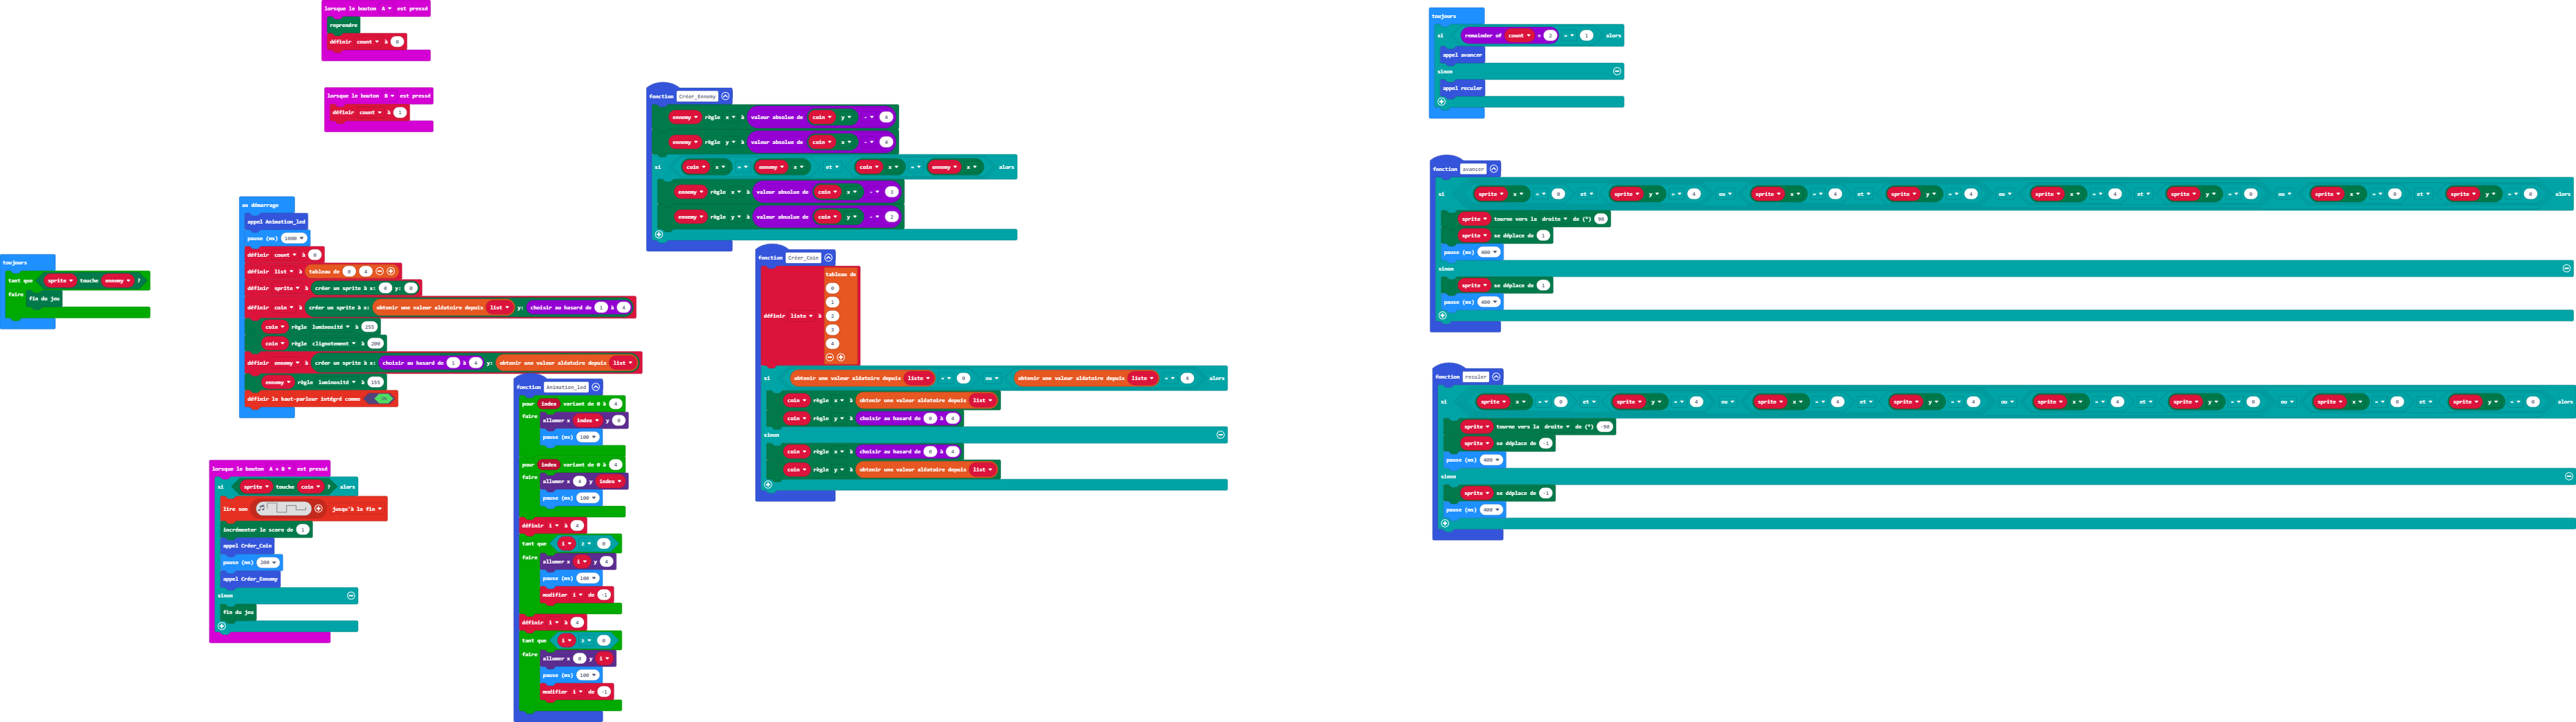 lorsque le bouton A est pressé
reprendre
définir count à 0
lorsque le bouton B est pressé
définir count à 1
toujours
tant que sprite touche ennemy ?
faire fin du jeu
au démarrage
appel Animation_led
pause (ms) 1000
définir count à 0
définir list à tableau de 0 4
définir sprite à créer un sprite à x: 0 y: 0
définir coin à créer un sprite à x: obtenir une valeur aléatoire depuis list y: choisir au hasard de 1 à 4
coin règle luminosité à 255
coin règle clignotement à 200
définir ennemy à créer un sprite à x: choisir au hasard de 1 à 4 y: obtenir une valeur aléatoire depuis list
ennemy règle luminosité à 155
définir le haut-parleur intégré comme
lorsque le bouton A + B est pressé
si sprite touche coin ? alors
lire son jusqu'à la fin
incrémenter le score de 1
appel Créer_Coin
pause (ms) 200
appel Créer_Ennemy
sinon
fin du jeu
fonction Animation_led
pour index variant de 0 à 4
faire allumer x index y 0
pause (ms) 100
pour index variant de 0 à 4
faire allumer x 4 y index
pause (ms) 100
définir i à 4
tant que i ≥ 0
faire allumer x i y 4
pause (ms) 100
modifier i de -1
définir i à 4
tant que i ≥ 0
faire allumer x 0 y i
pause (ms) 100
modifier i de -1
fonction Créer_Ennemy
ennemy règle x à valeur absolue de coin y - 4
ennemy règle y à valeur absolue de coin x - 4
si coin x = ennemy x et coin x = ennemy x alors
ennemy règle x à valeur absolue de coin x -
ennemy règle y à valeur absolue de coin y - 2
fonction Créer_Coin
définir liste à tableau de
0
1
2
3
4
si obtenir une valeur aléatoire depuis liste = 0 ou obtenir une valeur aléatoire depuis liste = 4 alors
coin règle x à obtenir une valeur aléatoire depuis list
coin règle y à choisir au hasard de 0 à 4
sinon
coin règle x à choisir au hasard de 0 à 4
coin règle y à obtenir une valeur aléatoire depuis list
toujours
si remainder of count ÷ 2 = 1 alors
appel avancer
sinon
appel reculer
fonction avancer
si sprite x = 0 et sprite y = 4 ou sprite x = 4 et sprite y = 4 ou sprite x = 4 et sprite y = 0 ou sprite x = 0 et sprite y = 0 alors
sprite tourne vers la droite de (°) 90
sprite se déplace de 1
pause (ms) 400
sinon
sprite se déplace de 1
pause (ms) 400
fonction reculer
si sprite x = 0 et sprite y = 4 ou sprite x = 4 et sprite y = 4 ou sprite x = 4 et sprite y = 0 ou sprite x = 0 et sprite y = 0 alors
sprite tourne vers la droite de (°) -90
sprite se déplace de -1
pause (ms) 400
sinon
sprite se déplace de -1
pause (ms) 400